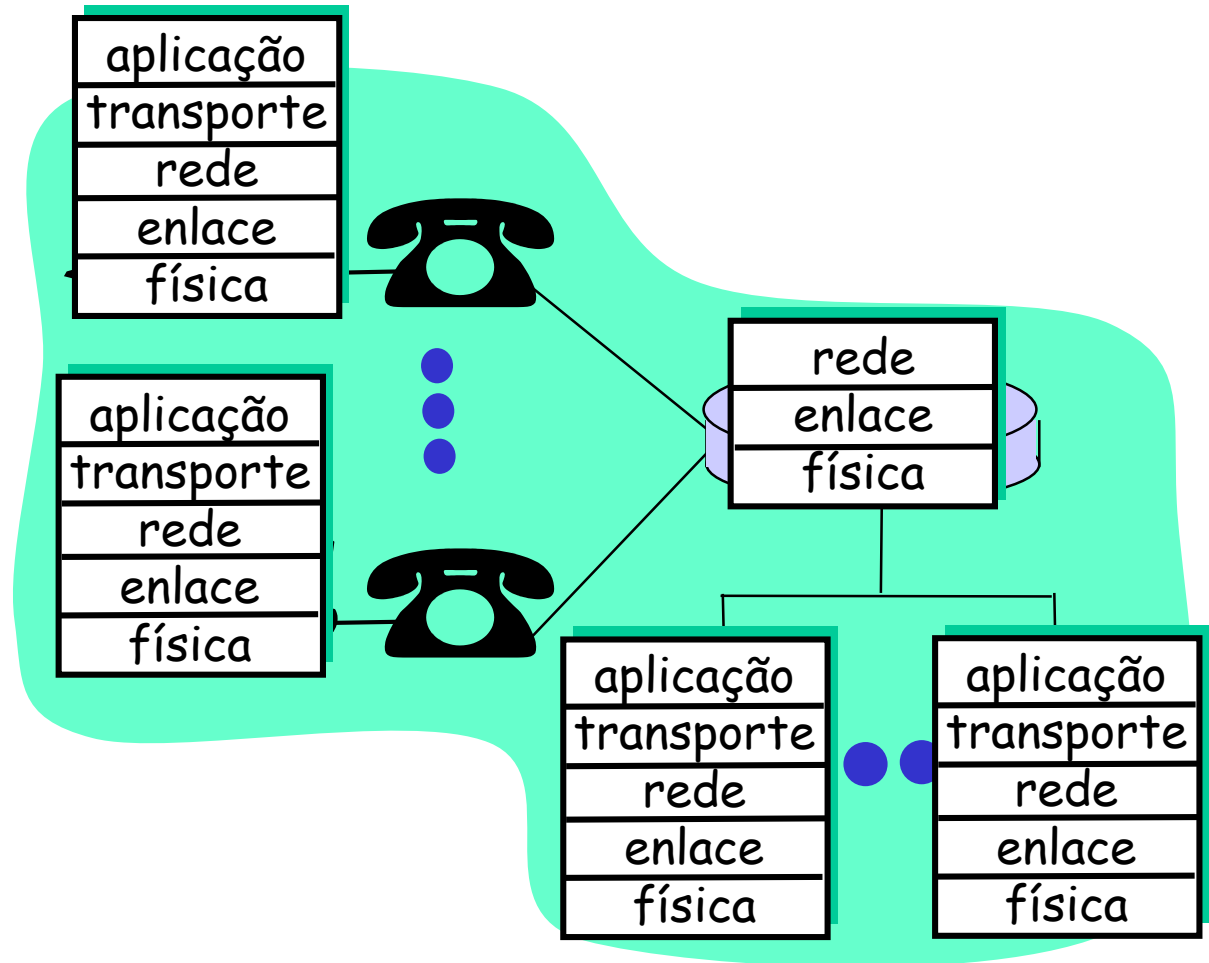 aplicação
transporte
rede
enlace
física
aplicação
transporte
rede
enlace
física
rede
enlace
física
aplicação
transporte
rede
enlace
física
aplicação
transporte
rede
enlace
física